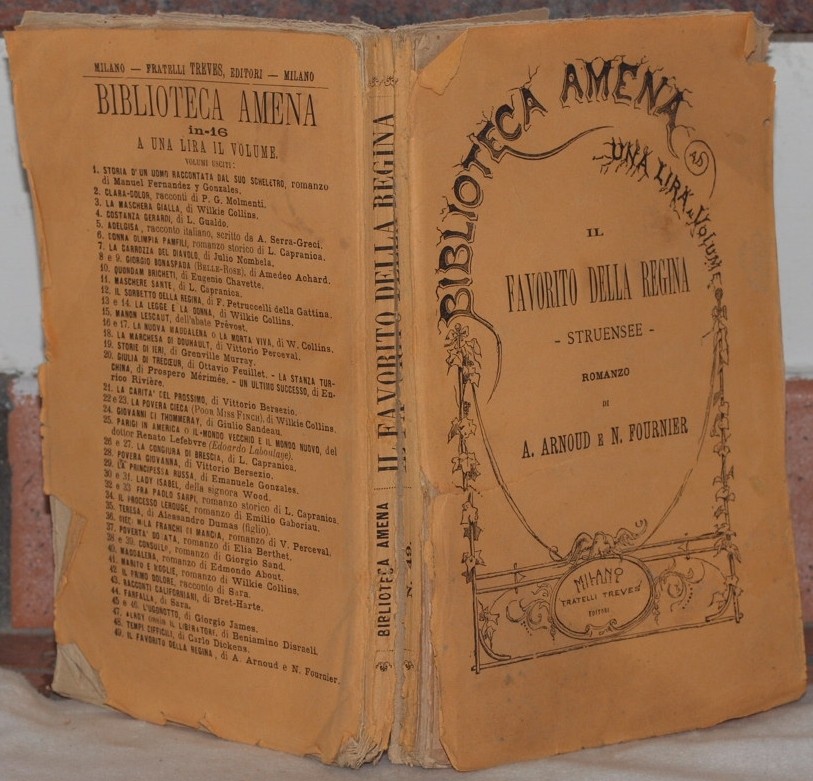 MILANO — FRATELLI TREVES, EDITORI — MILANO
BIBLIOTECA AMENA
in-16
A UNA LIRA IL VOLUME.
VOLUMI USCITI:
1. STORIA D'UN UOMO RACCONTATA DAL SUO SCHELETRO, romanzo
di Manuel Fernandez y Gonzales.
2. CLARA-DOLOR, racconti di P. G. Molmenti.
3. LA MASCHERA GIALLA, di Wilkie Collins.
4. COSTANZA GERARDI, di L. Gualdo.
5. ADELGISA, racconto italiano, scritto da A. Serra-Greci.
6. DONNA OLIMPIA PAMFILI, romanzo storico di L. Capranica.
7. LA CARROZZA DEL DIAVOLO, di Julio Nombela.
8 e 9. GIORGIO BONASPADA (BELLE-ROSE), di Amedeo Achard.
10. QUONDAM BRICHETI, di Eugenio Chavette.
11. MASCHERE SANTE, di L. Capranica.
12. IL SORBETTO DELLA REGINA, di F. Petruccelli della Gattina.
13 e 14. LA LEGGE E LA DONNA, di Wilkie Collins.
15. MANON LESCAUT, dell'abate Prèvost.
16 e 17. LA NUOVA MADDALENA O LA MORTA VIVA, di W. Collins.
18. LA MARCHESA DI DOUHAULT, di Vittorio Perceval.
19. STORIE DI IERI, di Grenville Murray.
20. GIULIA DI TRECŒUR, di Ottavio Feuillet. - LA STANZA TUR-
CHINA, di Prospero Mérimée. - UN ULTIMO SUCCESSO, di En-
rico Rivière.
21. LA CARITÀ DEL PROSSIMO, di Vittorio Bersezio.
22 e 23. LA POVERA CIECA (POOR MISS FINCH), di Wilkie Collins.
24. GIOVANNI DI THOMMERAY, di Giulio Sandeau.
25. PARIGI IN AMERICA O IL MONDO VECCHIO E IL MONDO NUOVO, del
dottor Renato Lefebvre (Edoardo Laboulaye).
26 e 27. LA CONGIURA DI BRESCIA, di L. Capranica.
28. POVERA GIOVANNA, di Vittorio Bersezio.
29. LA PRINCIPESSA RUSSA, di Emanuele Gonzales.
30 e 31. LADY ISABEL, della signora Wood.
32 e 33 FRA PAOLO SARPI, romanzo storico di L. Capranica.
34. IL PROCESSO LEROUGE, romanzo di Emilio Gaboriau.
35. TERESA, di Alessandro Dumas (figlio).
36. DIECI MILA FRANCHI DI MANCIA, romanzo di V. Perceval.
37. POVERTÀ DORATA, romanzo di Elia Berthet.
38 e 39. CONSUELO, romanzo di Giorgio Sand.
40. MADDALENA, romanzo di Edmondo About.
41. MARITO E MOGLIE, romanzo di Wilkie Collins.
42. IL PRIMO DOLORE, racconto di Sara.
43. RACCONTI CALIFORNIANI, di Bret-Harte.
44. FARFALLA, di Sara.
45 e 46. L'UGONOTTO, di Giorgio James.
47. ALROY ossia IL LIBERATORE, di Beniamino Disraeli.
48. TEMPI DIFFICILI, di Carlo Dickens.
49. IL FAVORITO DELLA REGINA, di A. Arnoud e N. Fournier.
IL FAVORITO DELLA REGINA
BIBLIOTECA AMENA
N. 49.
BIBLIOTECA AMENA
UNA LIRA il VOLUME
IL
FAVORITO DELLA REGINA
- STRUENSEE -
ROMANZO
DI
A. ARNOUD E N. FOURNIER
MILANO
FRATELLI TREVES
EDITORI